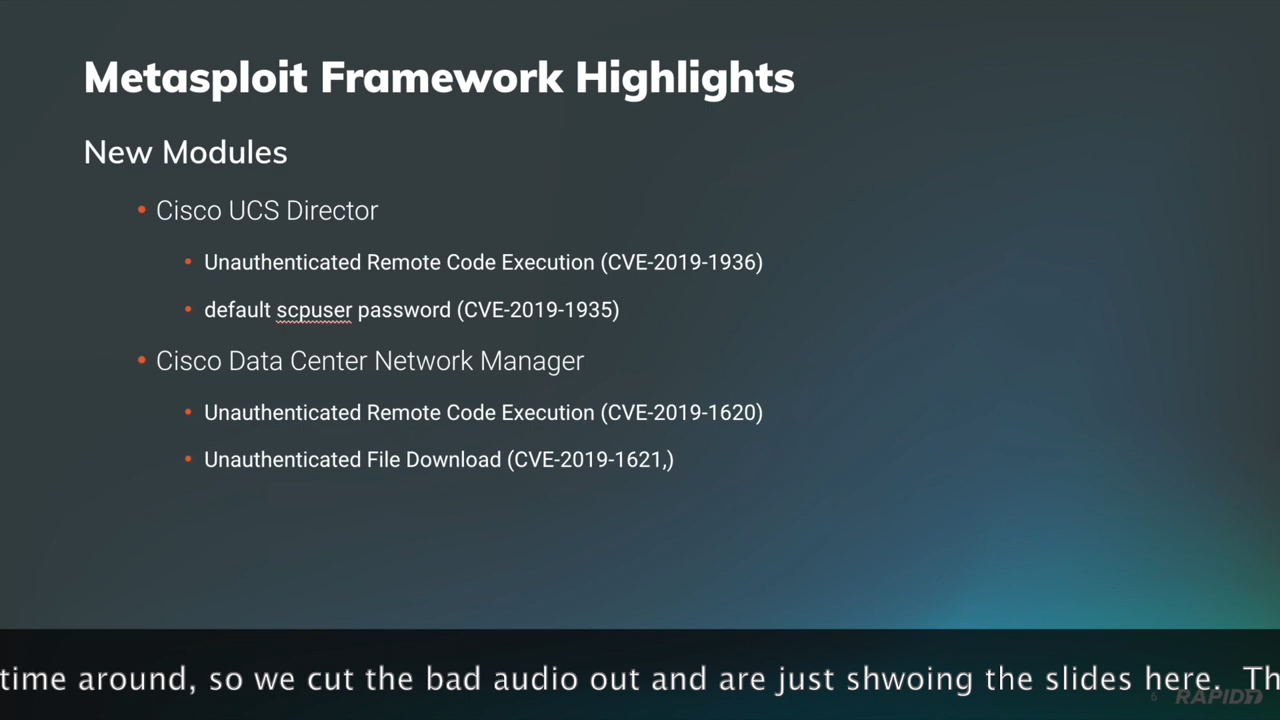 Metasploit Framework Highlights
New Modules
• Cisco UCS Director
• Unauthenticated Remote Code Execution (CVE-2019-1936)
• default scpuser password (CVE-2019-1935)
• Cisco Data Center Network Manager
• Unauthenticated Remote Code Execution (CVE-2019-1620)
• Unauthenticated File Download (CVE-2019-1621,)
time around, so we cut the bad audio out and are just shwoing the slides here. Th
6 RAPID7